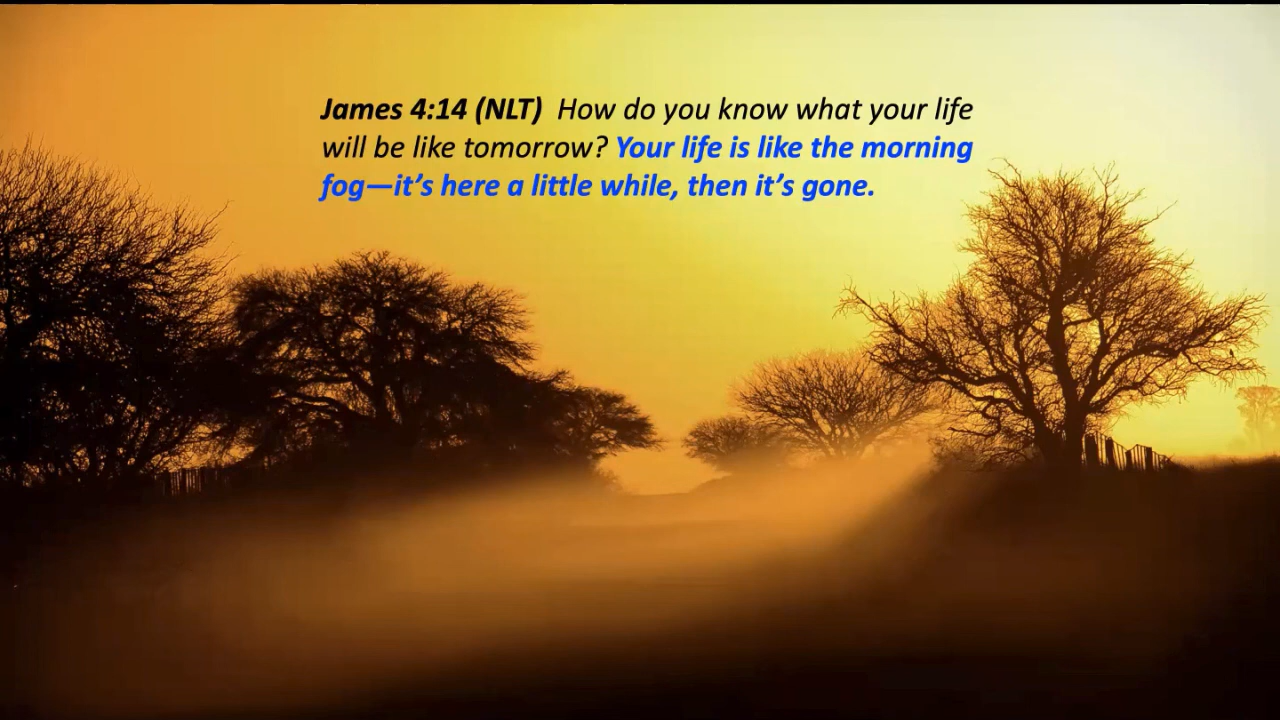 James 4:14 (NLT) How do you know what your life
will be like tomorrow? Your life is like the morning
fog—it’s here a little while, then it’s gone.